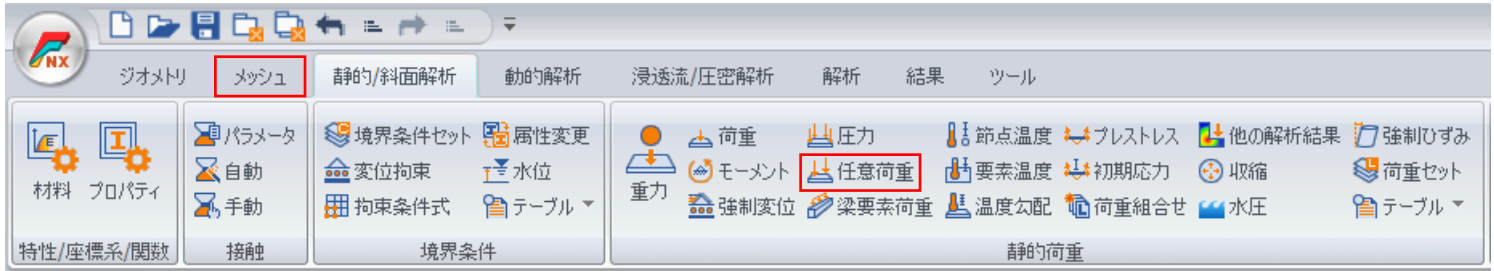 NX
ジオメトリ メッシュ 静的/斜面解析 動的解析 浸透流/圧密解析 解析 結果 ツール
パラメータ 境界条件セット 属性変更 荷重 圧力 節点温度 プレストレス 他の解析結果 強制ひずみ
材料 プロパティ 自動 変位拘束 水位 重力 モーメント 任意荷重 要素温度 初期応力 収縮 荷重セット
手動 拘束条件式 テーブル 強制変位 梁要素荷重 温度勾配 荷重組合せ 水圧 テーブル
特性/座標系/関数 接触 境界条件 静的荷重